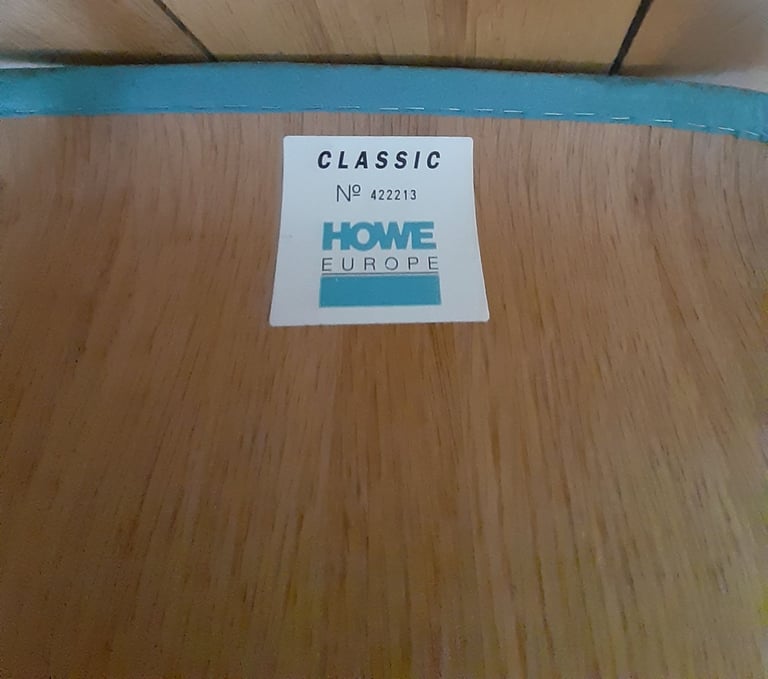 CLASSIC
Nº 422213
HOWE
EUROPE